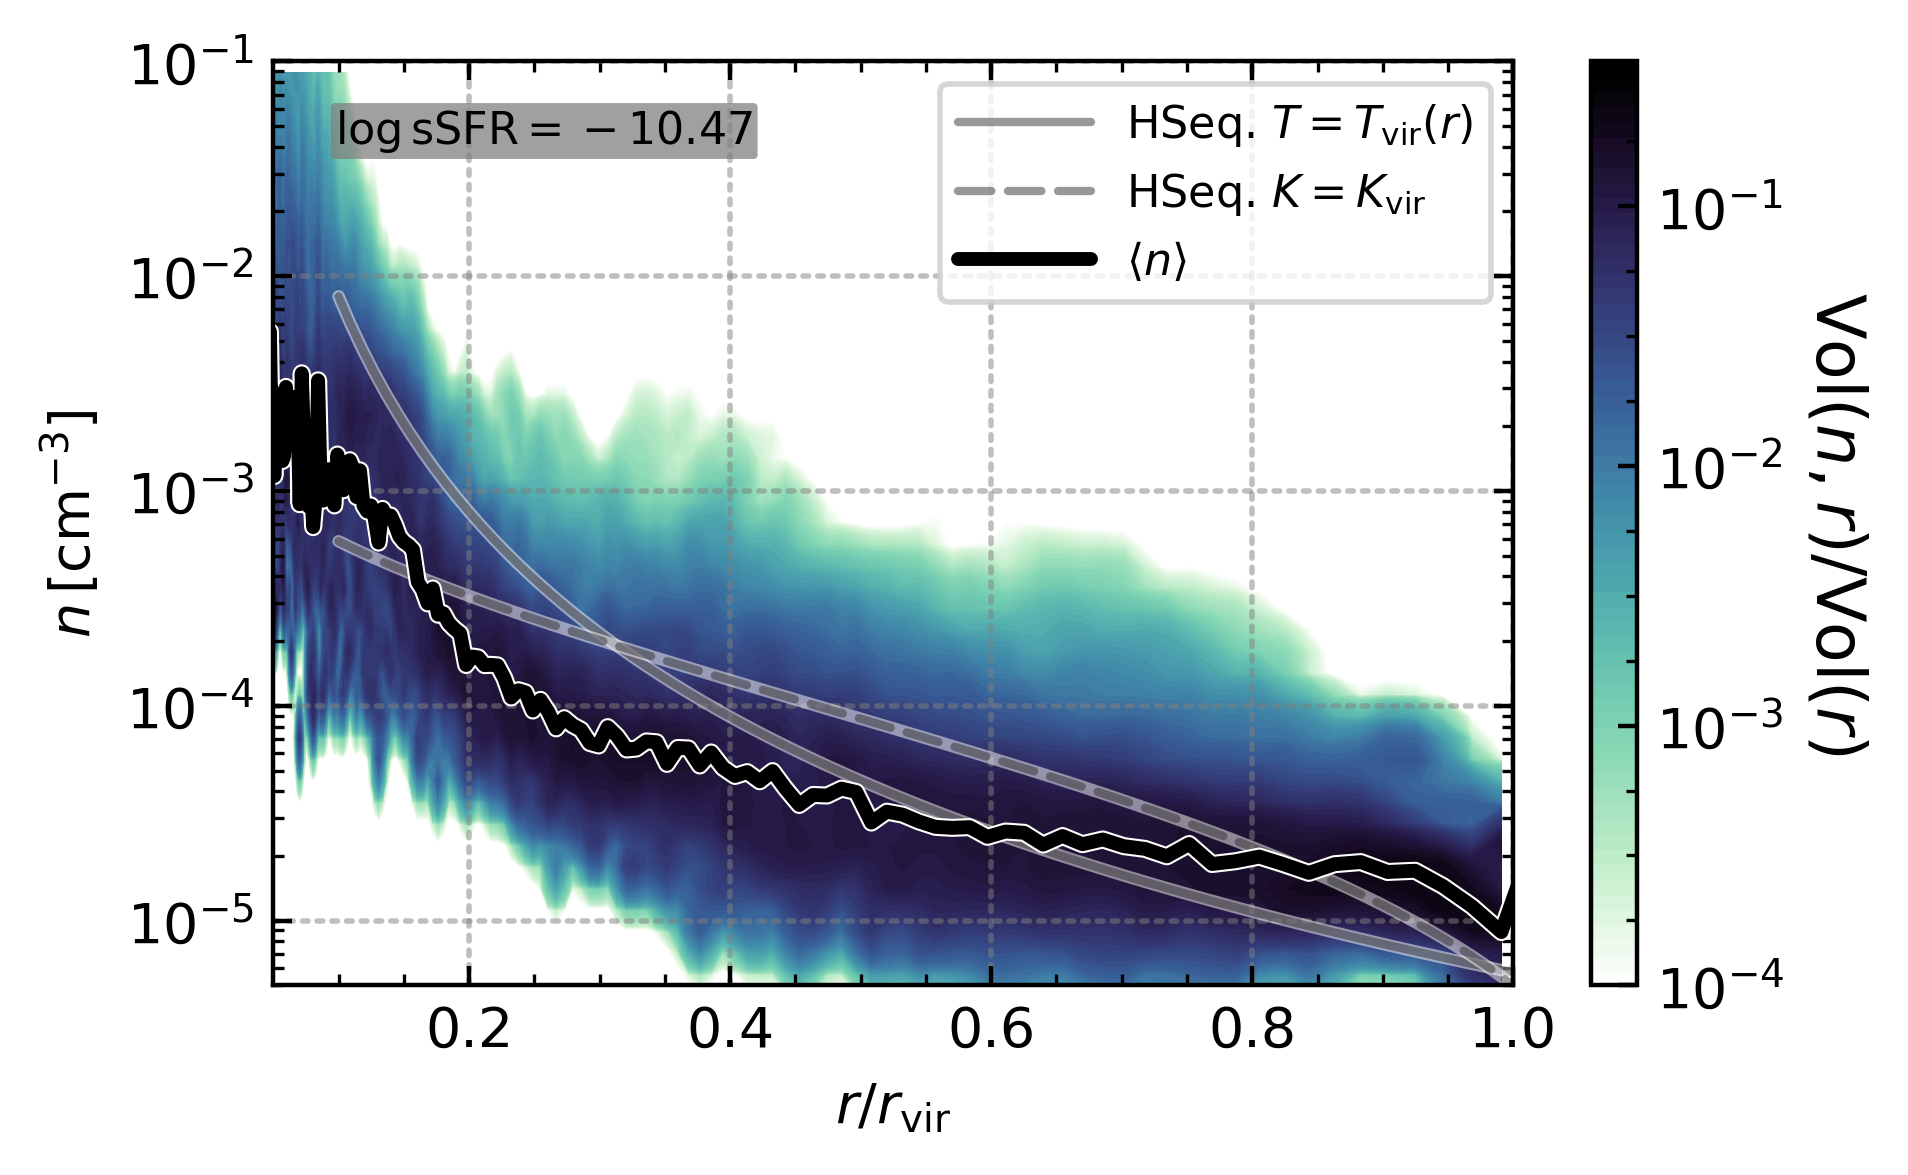 10⁻¹
10⁻²
10⁻³
10⁻⁴
10⁻⁵
n [cm⁻³]
log sSFR = −10.47
HSeq. T = T_vir(r)
HSeq. K = K_vir
⟨n⟩
0.2 0.4 0.6 0.8 1.0
r/r_vir
10⁻¹
10⁻²
10⁻³
10⁻⁴
Vol(n, r)/Vol(r)